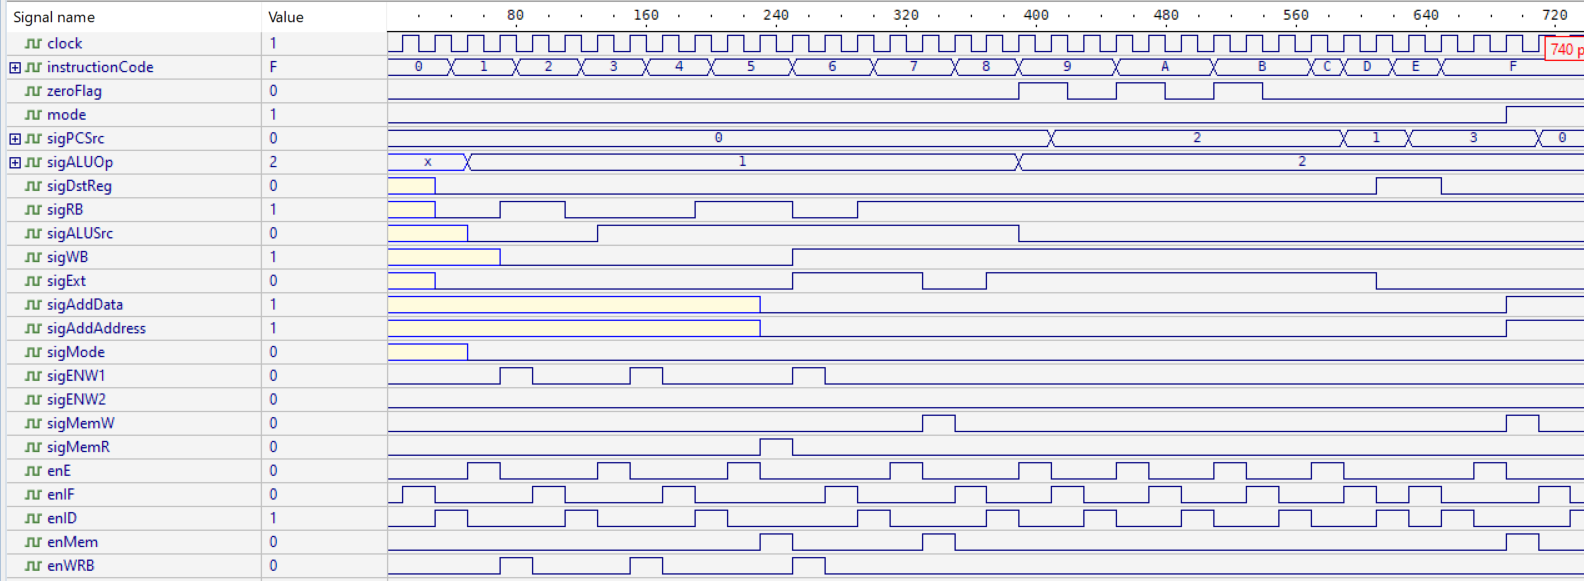 Signal name Value 80 160 240 320 400 480 560 640 720
clock 1
740 p
instructionCode F 0 1 2 3 4 5 6 7 8 9 A B C D E F
zeroFlag 0
mode 1
sigPCSrc 0 0 2 1 3 0
sigALUOp 2 x 1 2
sigDstReg 0
sigRB 1
sigALUSrc 0
sigWB 1
sigExt 0
sigAddData 1
sigAddAddress 1
sigMode 0
sigENW1 0
sigENW2 0
sigMemW 0
sigMemR 0
enE 0
enIF 0
enID 1
enMem 0
enWRB 0